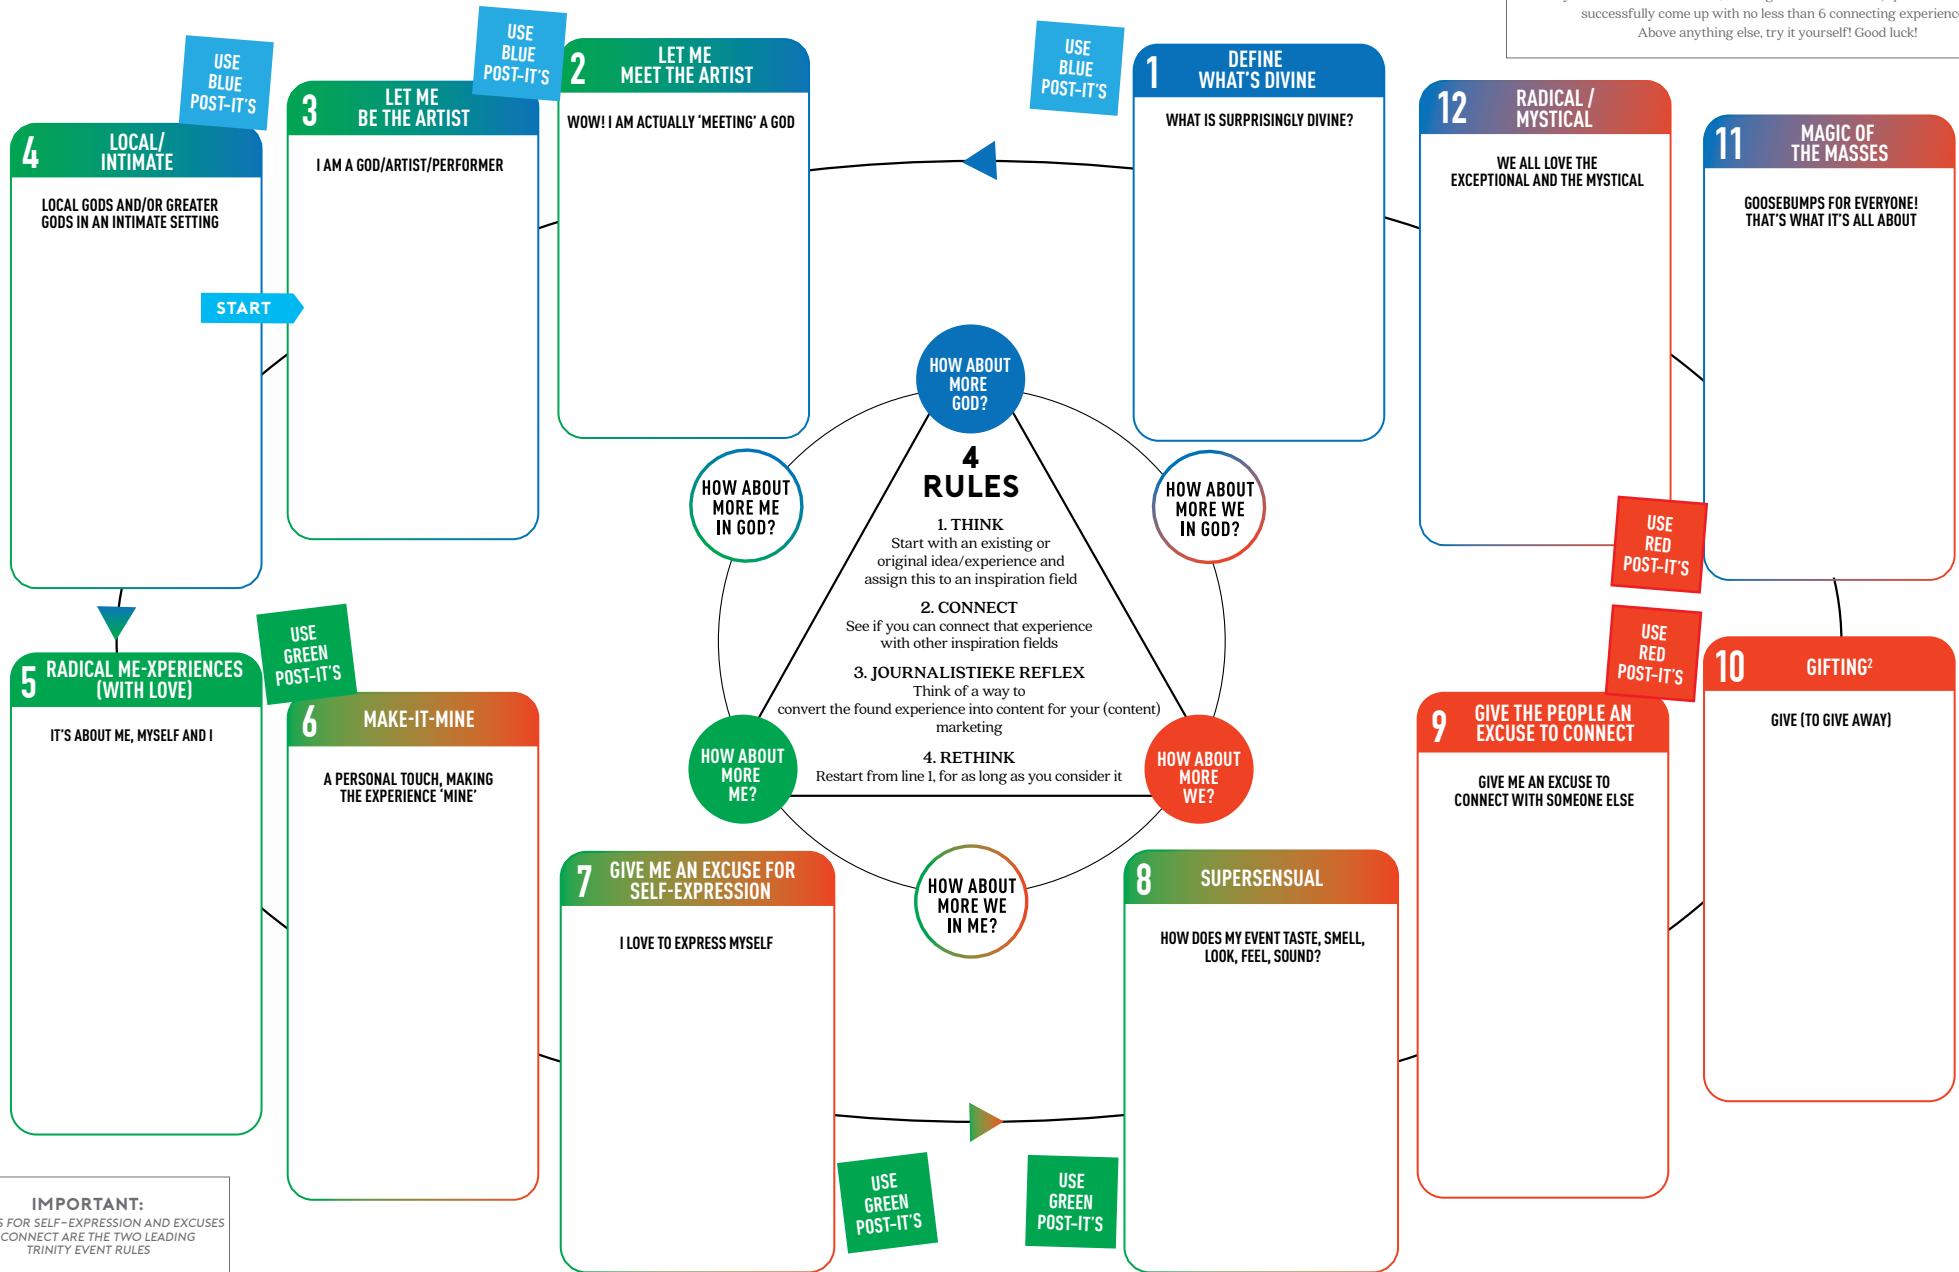 successfully come up with no less than 6 connecting
Above anything else, try it yourself! Good luck!
USE
BLUE
POST-IT'S
1
DEFINE
WHAT'S DIVINE
WHAT IS SURPRISINGLY DIVINE?
USE
BLUE
POST-IT'S
2
LET ME
MEET THE ARTIST
WOW! I AM ACTUALLY 'MEETING' A GOD
3
LET ME
BE THE ARTIST
I AM A GOD/ARTIST/PERFORMER
USE
BLUE
POST-IT'S
4
LOCAL/
INTIMATE
LOCAL GODS AND/OR GREATER
GODS IN AN INTIMATE SETTING
START
5
RADICAL ME-XPERIENCES
(WITH LOVE)
IT'S ABOUT ME, MYSELF AND I
USE
GREEN
POST-IT'S
6
MAKE-IT-MINE
A PERSONAL TOUCH, MAKING
THE EXPERIENCE 'MINE'
7
GIVE ME AN EXCUSE FOR
SELF-EXPRESSION
I LOVE TO EXPRESS MYSELF
USE
GREEN
POST-IT'S
USE
GREEN
POST-IT'S
8
SUPERSENSUAL
HOW DOES MY EVENT TASTE, SMELL,
LOOK, FEEL, SOUND?
9
GIVE THE PEOPLE AN
EXCUSE TO CONNECT
GIVE ME AN EXCUSE TO
CONNECT WITH SOMEONE ELSE
USE
RED
POST-IT'S
10
GIFTING²
GIVE (TO GIVE AWAY)
USE
RED
POST-IT'S
11
MAGIC OF
THE MASSES
GOOSEBUMPS FOR EVERYONE!
THAT'S WHAT IT'S ALL ABOUT
12
RADICAL /
MYSTICAL
WE ALL LOVE THE
EXCEPTIONAL AND THE MYSTICAL
HOW ABOUT
MORE
GOD?
HOW ABOUT
MORE ME
IN GOD?
HOW ABOUT
MORE WE
IN GOD?
4
RULES
1. THINK
Start with an existing or
original idea/experience and
assign this to an inspiration field
2. CONNECT
See if you can connect that experience
with other inspiration fields
3. JOURNALISTIEKE REFLEX
Think of a way to
convert the found experience into content for your (content)
marketing
4. RETHINK
Restart from line 1, for as long as you consider it
HOW ABOUT
MORE
ME?
HOW ABOUT
MORE
WE?
HOW ABOUT
MORE WE
IN ME?
IMPORTANT:
FOR SELF-EXPRESSION AND EXCUSES
CONNECT ARE THE TWO LEADING
TRINITY EVENT RULES